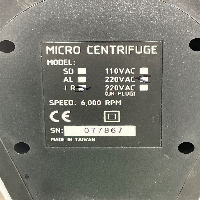 MICRO CENTRIFUGE
MODEL:
SD 110VAC
AL 220VAC
IR 220VAC
(UK PLUG)
SPEED: 6,000 RPM
CE
SN: 077867
MADE IN TAIWAN